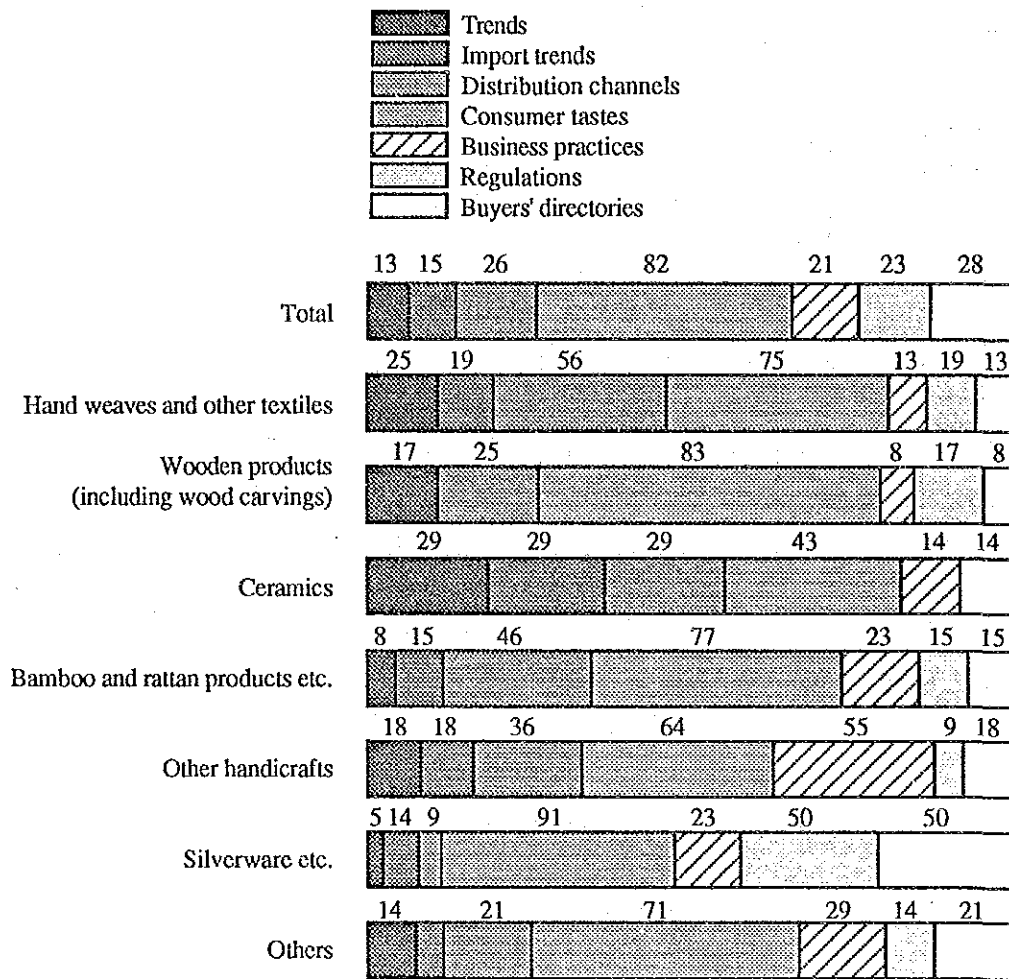 Trends
Import trends
Distribution channels
Consumer tastes
Business practices
Regulations
Buyers' directories
13 15 26 82 21 23 28
Total
25 19 56 75 13 19 13
Hand weaves and other textiles
Wooden products
(including wood carvings)
17 25 83 8 17 8
Ceramics
29 29 29 43 14 14
Bamboo and rattan products etc.
8 15 46 77 23 15 15
Other handicrafts
18 18 36 64 55 9 18
Silverware etc.
5 14 9 91 23 50 50
Others
14 21 71 29 14 21